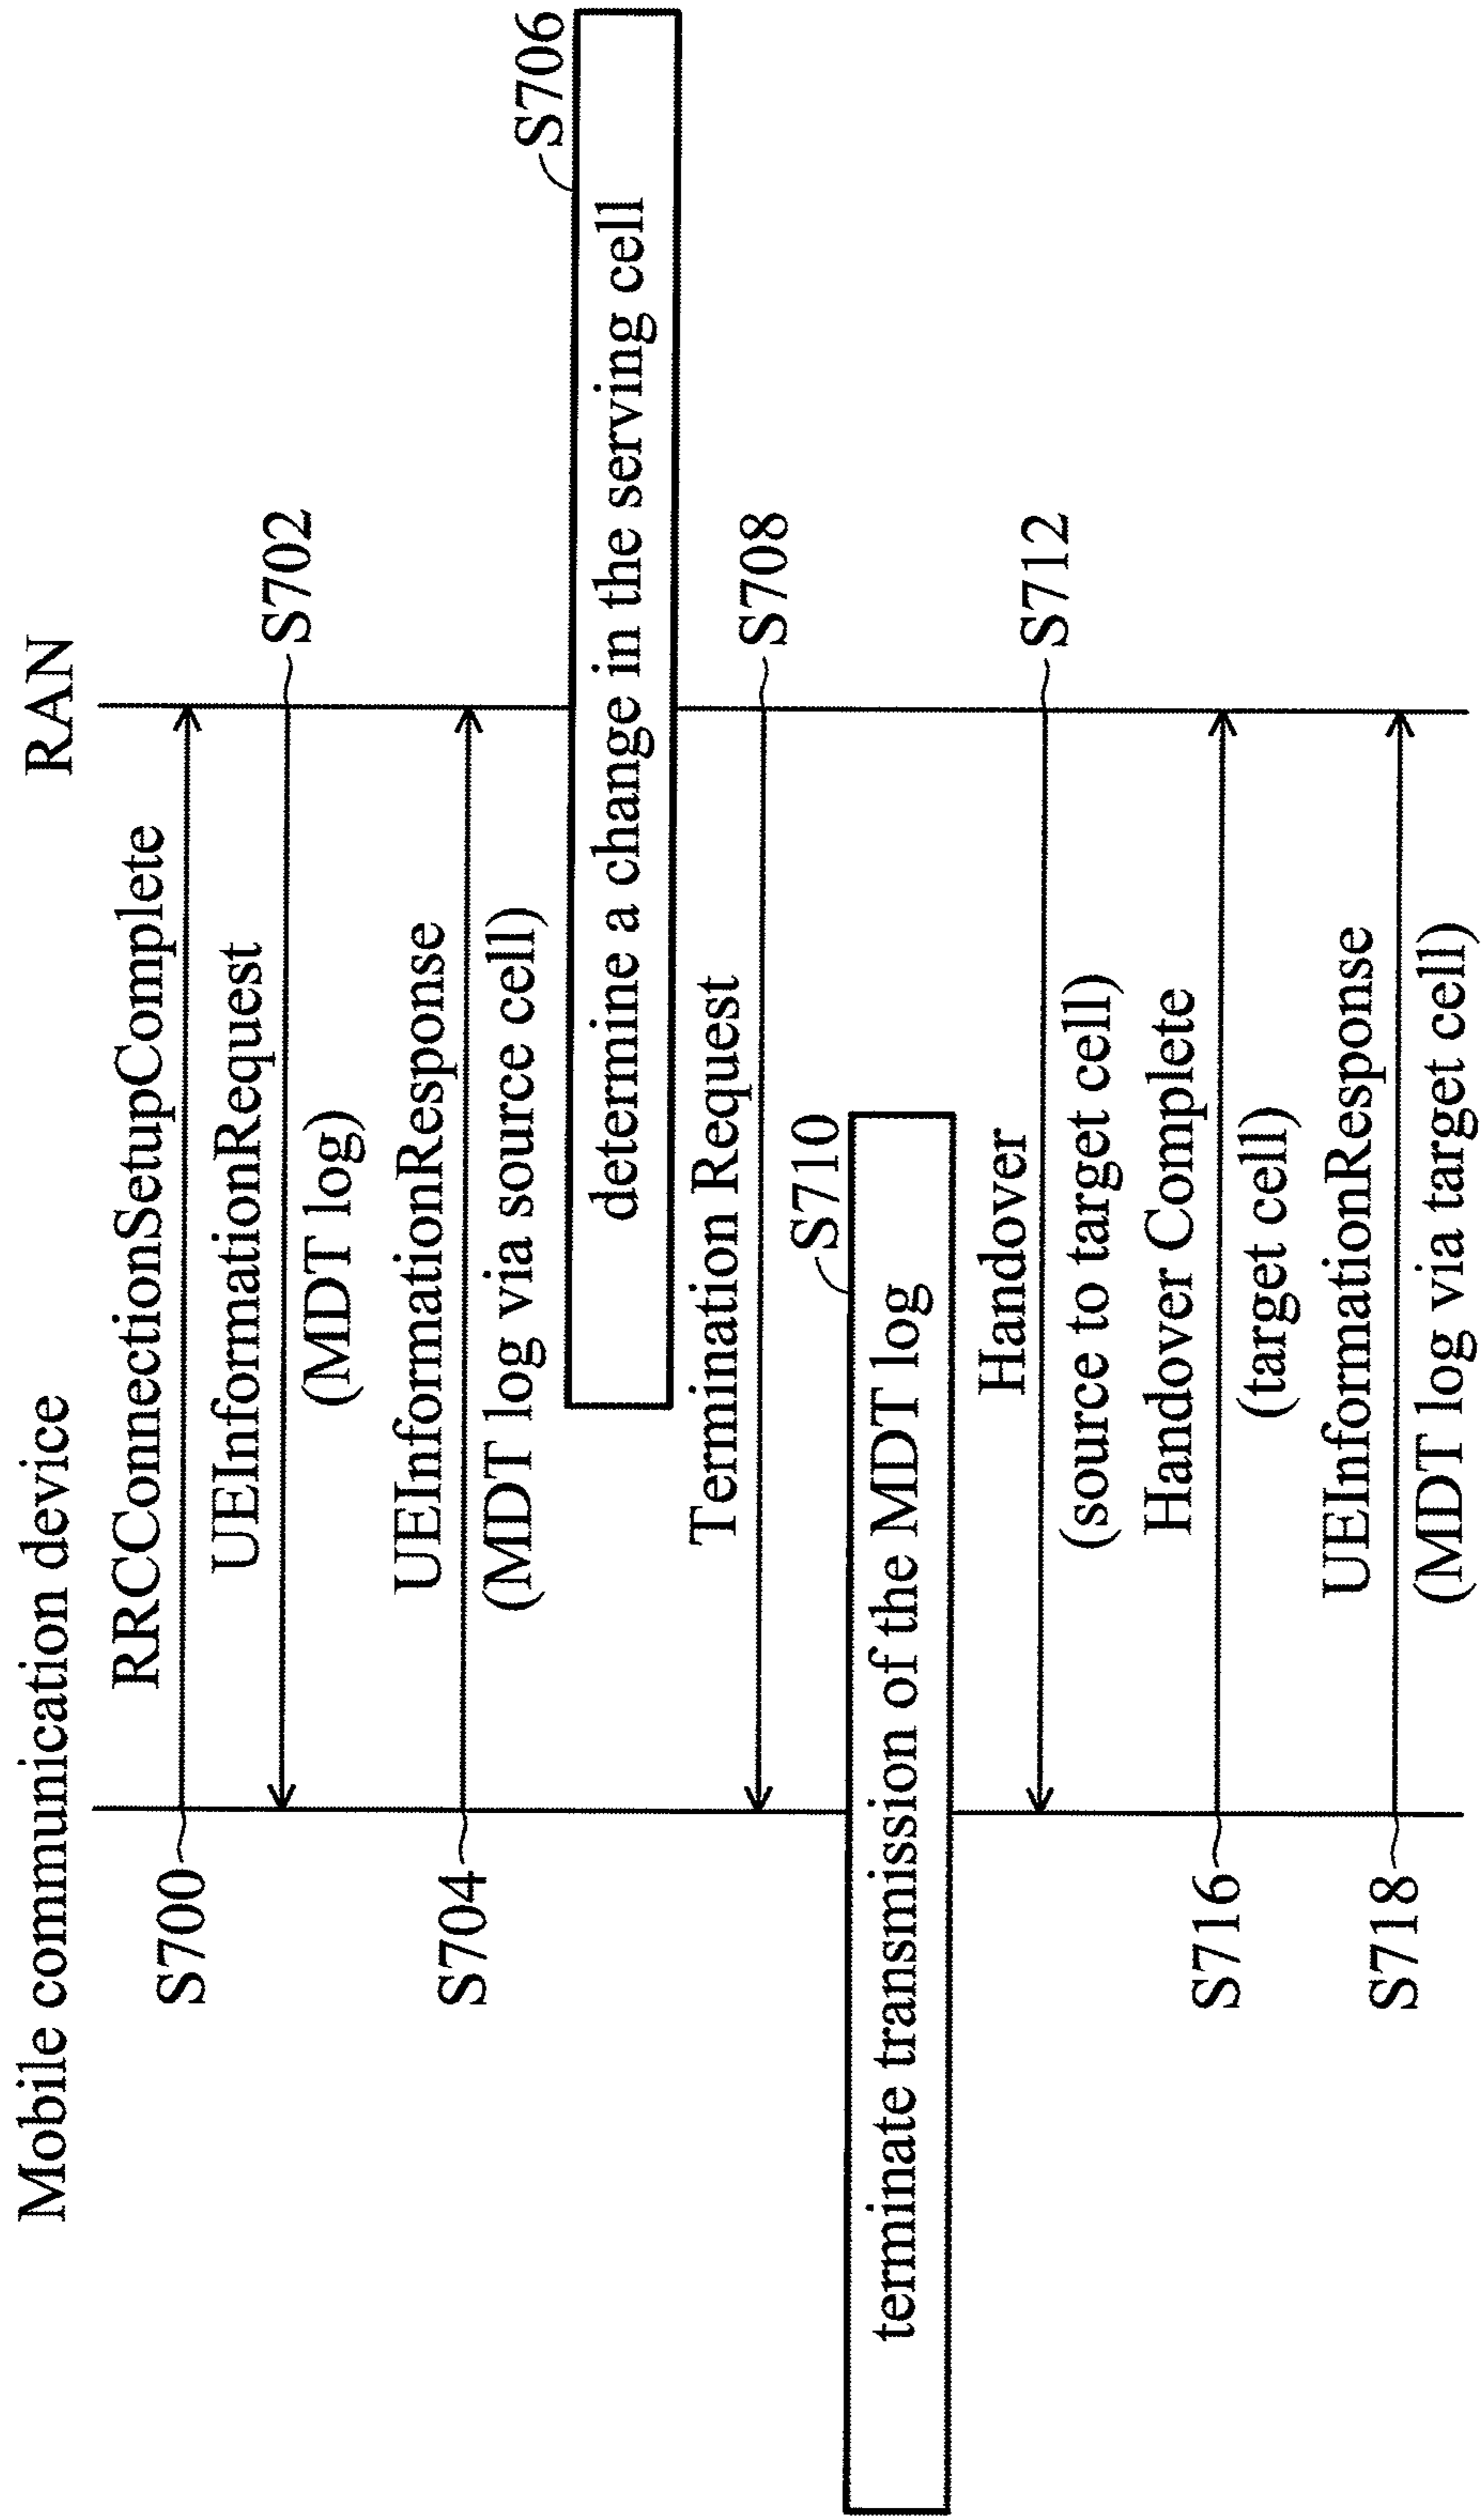 Mobile communication device
RAN
RRCConnectionSetupComplete
S700
UEInformationRequest
S702
(MDT log)
UEInformationResponse
S704
(MDT log via source cell)
S706
determine a change in the serving cell
Termination Request
S708
S710
terminate transmission of the MDT log
Handover
S712
(source to target cell)
Handover Complete
S716
(target cell)
UEInformationResponse
S718
(MDT log via target cell)